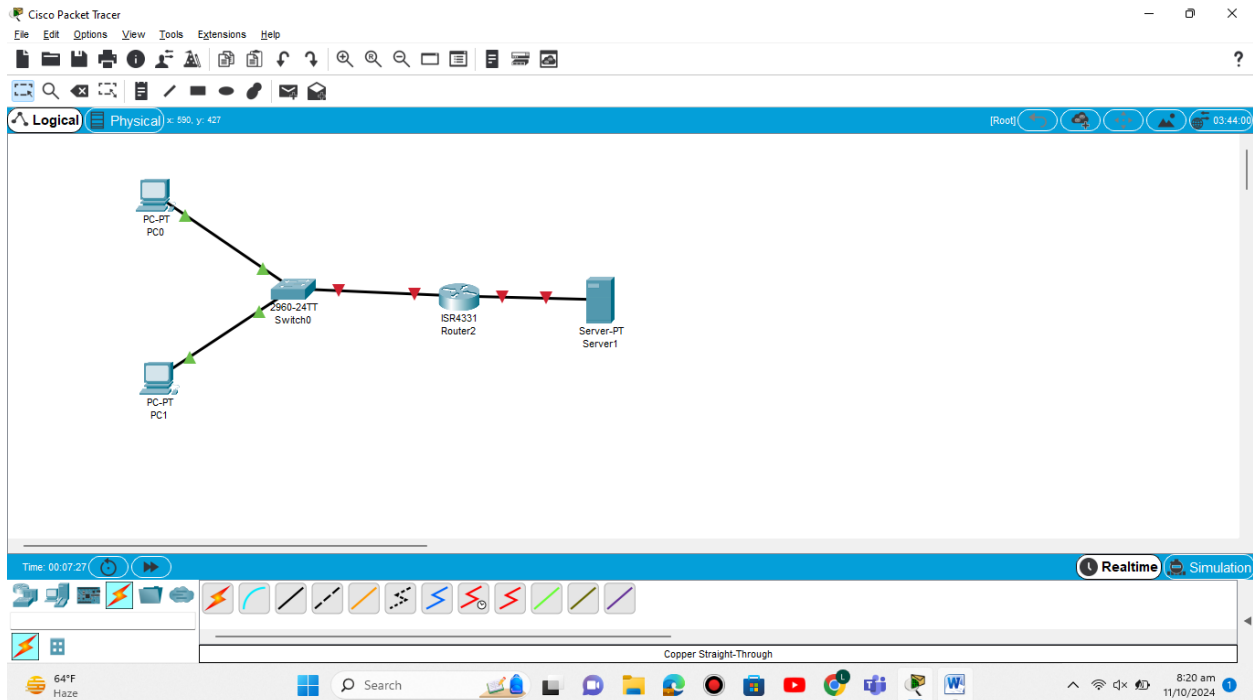 Cisco Packet Tracer
File Edit Options View Tools Extensions Help
?
Logical Physical x: 590, y: 427 [Root] 03:44:00
PC-PT
PC0
2960-24TT
Switch0
ISR4331
Router2
Server-PT
Server1
PC-PT
PC1
Time: 00:07:27 Realtime Simulation
Copper Straight-Through
64°F
Haze
Search
8:20 am
11/10/2024
1